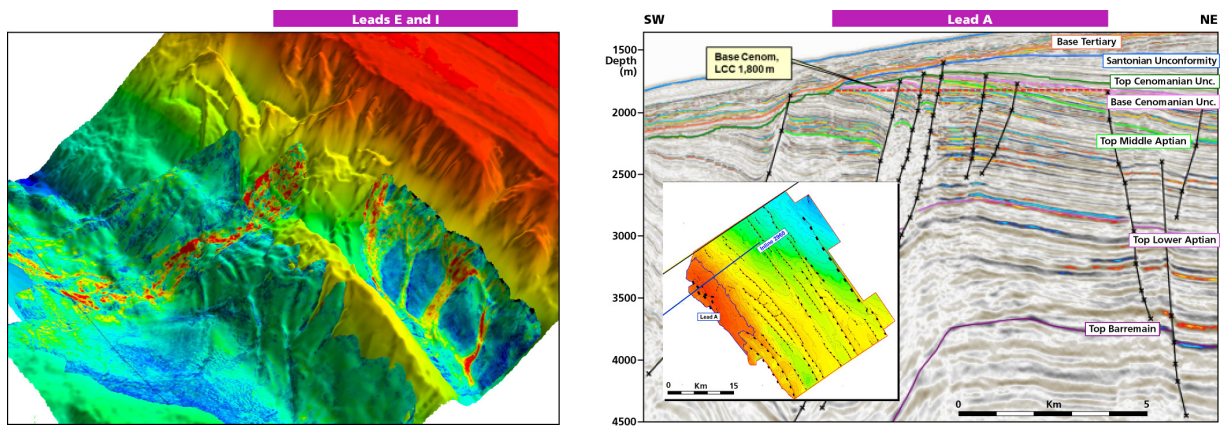 Leads E and I
SW
Lead A
NE
1500
Depth
(m)
2000
2500
3000
3500
4000
4500
Base Cenom,
LCC 1,800 m
Base Tertiary
Santonian Unconformity
Top Cenomanian Unc.
Base Cenomanian Unc.
Top Middle Aptian
Top Lower Aptian
Top Barremain
Inline 2960
Lead A
0 Km 15
0 Km 5